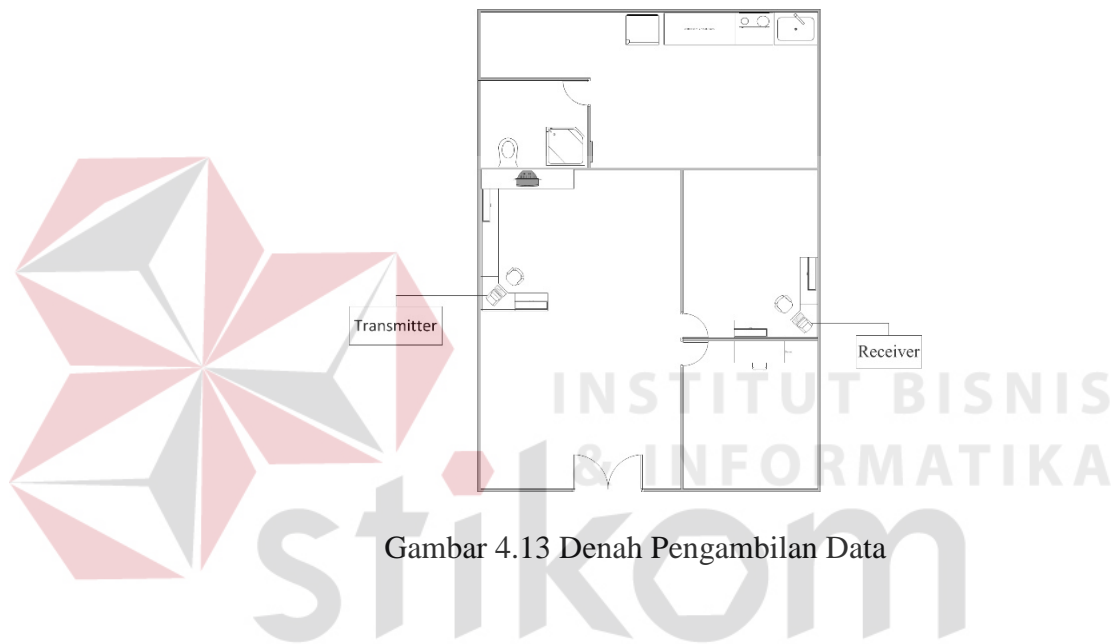 Transmitter
Receiver
INSTITUT BISNIS
& INFORMATIKA
stikom
Gambar 4.13 Denah Pengambilan Data